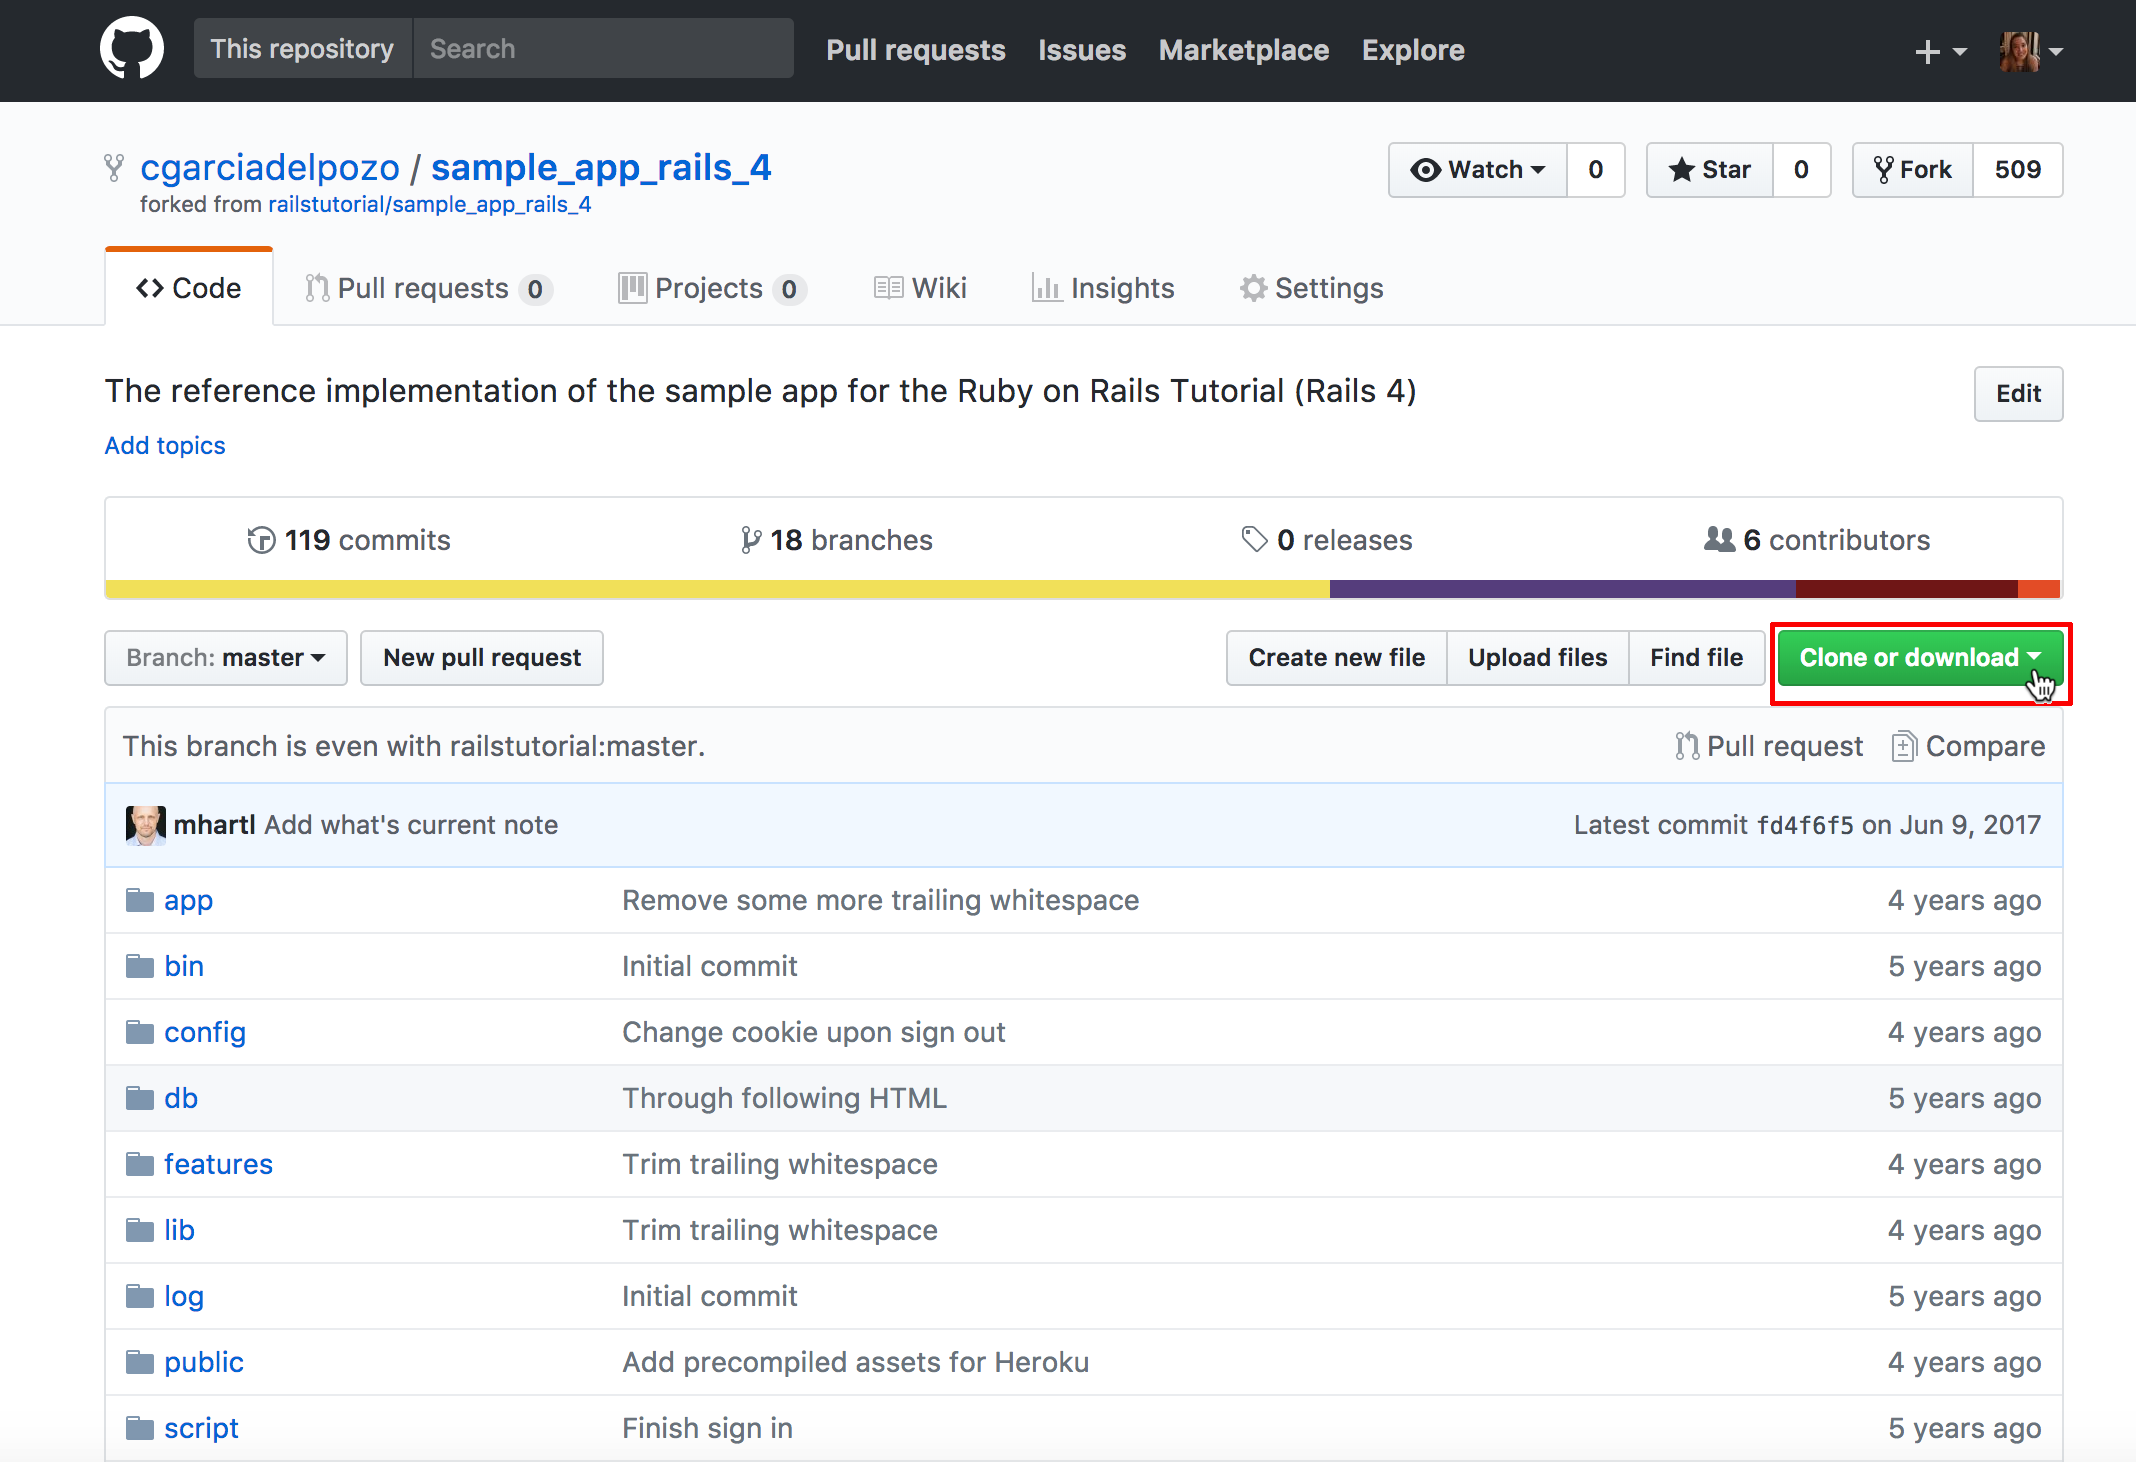 This repository Search Pull requests Issues Marketplace Explore
cgarciadelpozo / sample_app_rails_4 Watch 0 Star 0 Fork 509
forked from railstutorial/sample_app_rails_4
Code Pull requests 0 Projects 0 Wiki Insights Settings
The reference implementation of the sample app for the Ruby on Rails Tutorial (Rails 4) Edit
Add topics
119 commits 18 branches 0 releases 6 contributors
Branch: master New pull request Create new file Upload files Find file Clone or download
This branch is even with railstutorial:master. Pull request Compare
mhartl Add what's current note Latest commit fd4f6f5 on Jun 9, 2017
app Remove some more trailing whitespace 4 years ago
bin Initial commit 5 years ago
config Change cookie upon sign out 4 years ago
db Through following HTML 5 years ago
features Trim trailing whitespace 4 years ago
lib Trim trailing whitespace 4 years ago
log Initial commit 5 years ago
public Add precompiled assets for Heroku 4 years ago
script Finish sign in 5 years ago